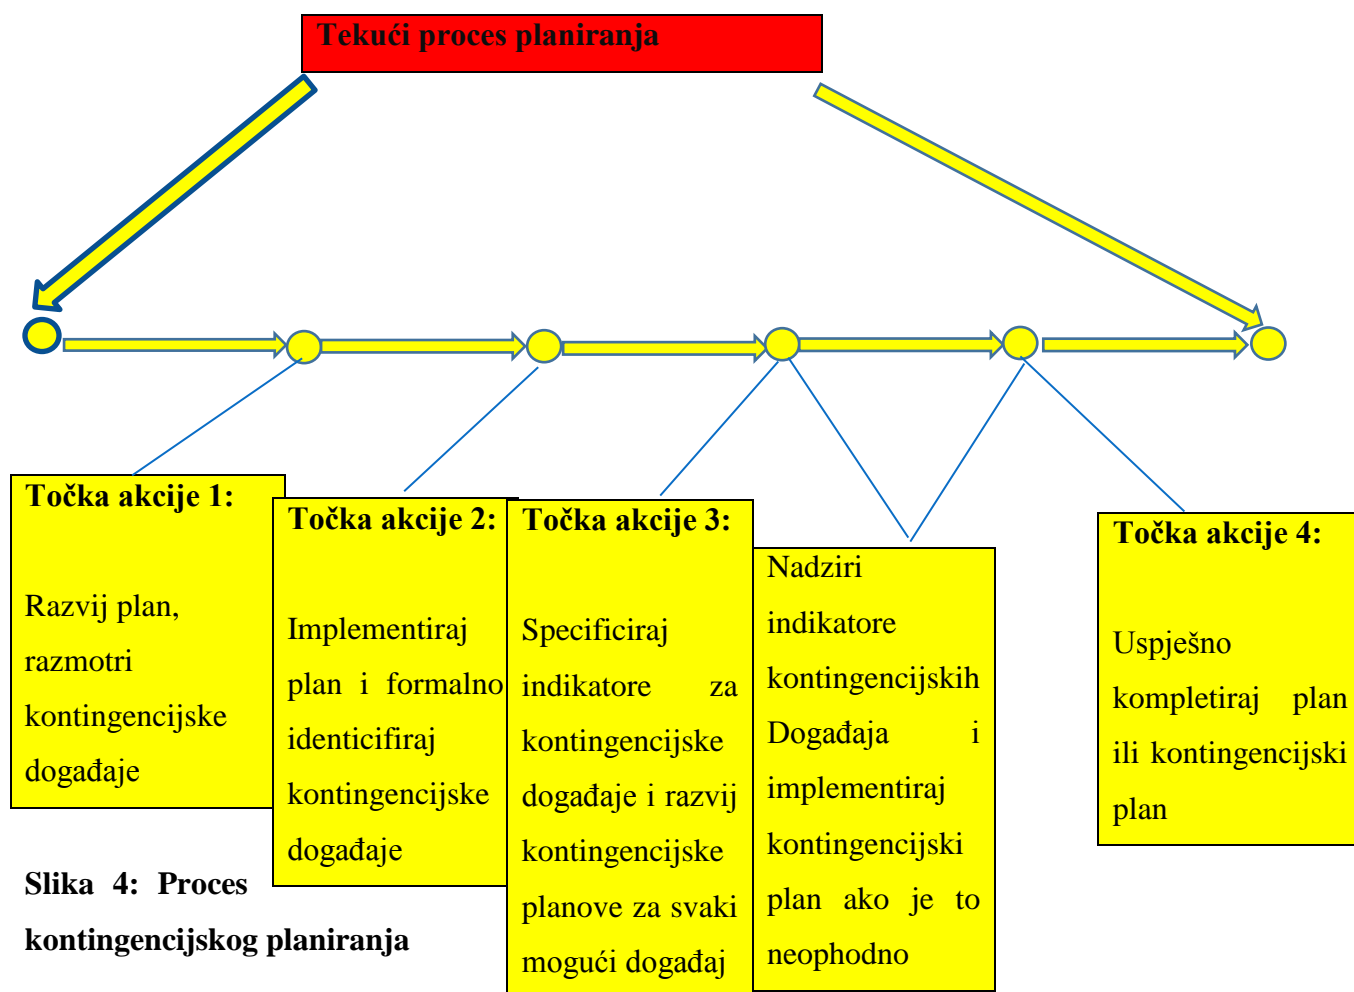 Tekući proces planiranja
Točka akcije 1:
Razvij plan,
razmotri
kontingencijske
događaje
Točka akcije 2:
Implementiraj
plan i formalno
identicifiraj
kontingencijske
događaje
Točka akcije 3:
Specificiraj
indikatore za
kontingencijske
događaje i razvij
kontingencijske
planove za svaki
mogući događaj
Nadziri
indikatore
kontingencijskih
Događaja i
implementiraj
kontingencijski
plan ako je to
neophodno
Točka akcije 4:
Uspješno
kompletiraj plan
ili kontingencijski
plan
Slika 4: Proces
kontingencijskog planiranja